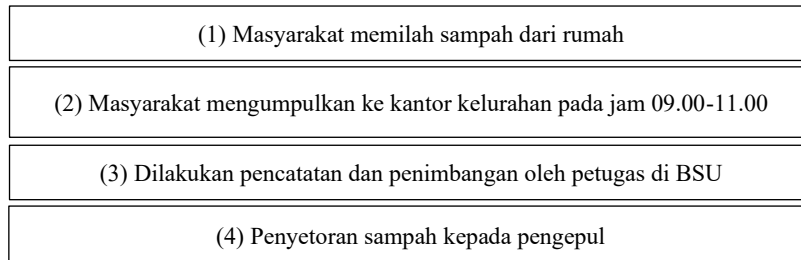 (1) Masyarakat memilah sampah dari rumah
(2) Masyarakat mengumpulkan ke kantor kelurahan pada jam 09.00-11.00
(3) Dilakukan pencatatan dan penimbangan oleh petugas di BSU
(4) Penyetoran sampah kepada pengepul